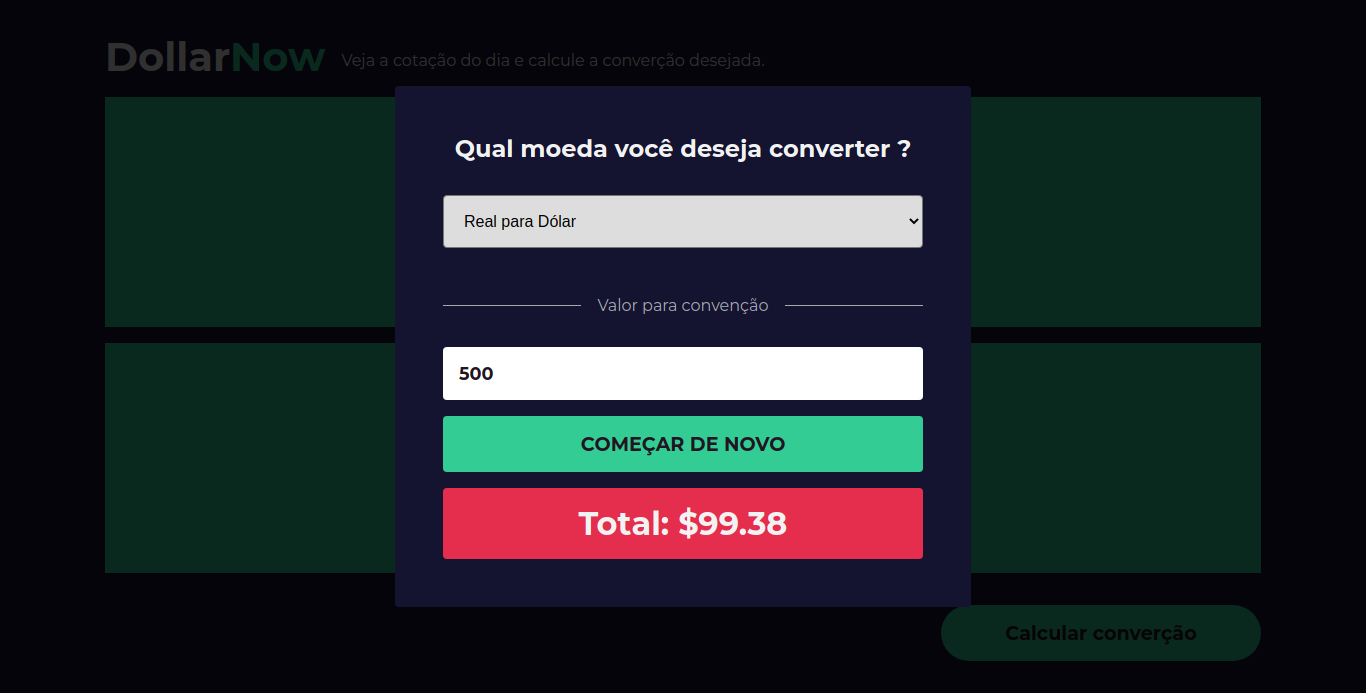 DollarNow
Veja a cotação do dia e calcule a converção desejada.
Qual moeda você deseja converter ?
Real para Dólar
Valor para convenção
500
COMEÇAR DE NOVO
Total: $99.38
Calcular converção